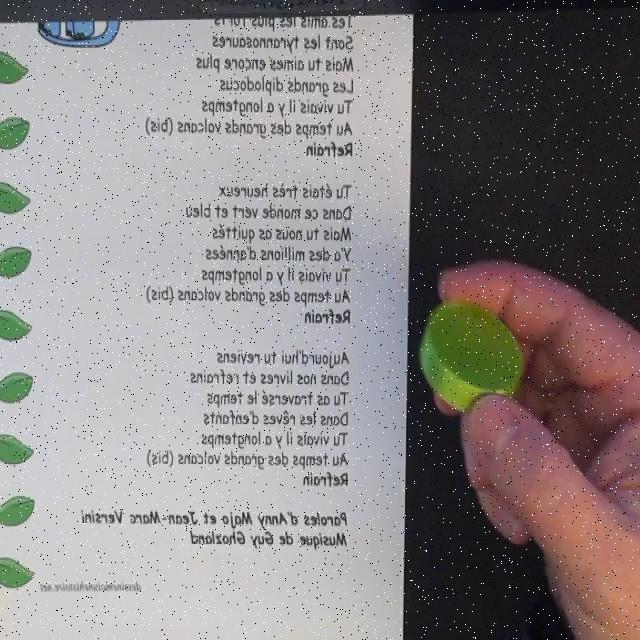 Tes amis les plus forts
Sont les tyrannosaures
Mais tu aimes encore plus
Les grands diplodocus
Tu vivais il y a longtemps
Au temps des grands volcans (bis)
Refrain
Tu étais très heureux
Dans ce monde vert et bleu
Mais tu nous as quittés
Ya des millions d'années
Tu vivais il y a longtemps
Au temps des grands volcans (bis)
Refrain
Aujourd'hui tu reviens
Dans nos livres et refrains
Tu as traversé le temps
Dans les rêves d'enfants
Tu vivais il y a longtemps
Au temps des grands volcans (bis)
Refrain
Paroles d'Anny Majo et Jean-Marc Versini
Musique de Guy Ghozland